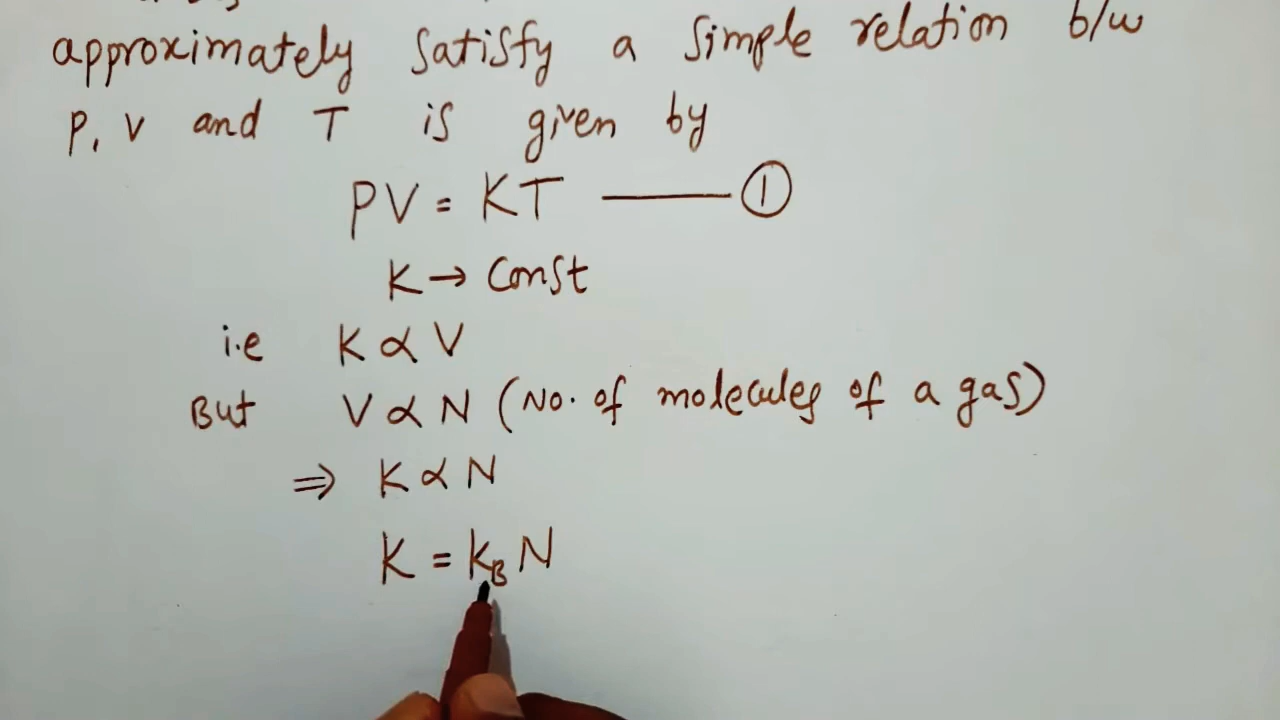 approximately satisfy a simple relation b/w
P, V and T is given by
PV = KT —— ①
K → Const
i.e K ∝ V
But V ∝ N (No. of molecules of a gas)
⇒ K ∝ N
K = k_B N